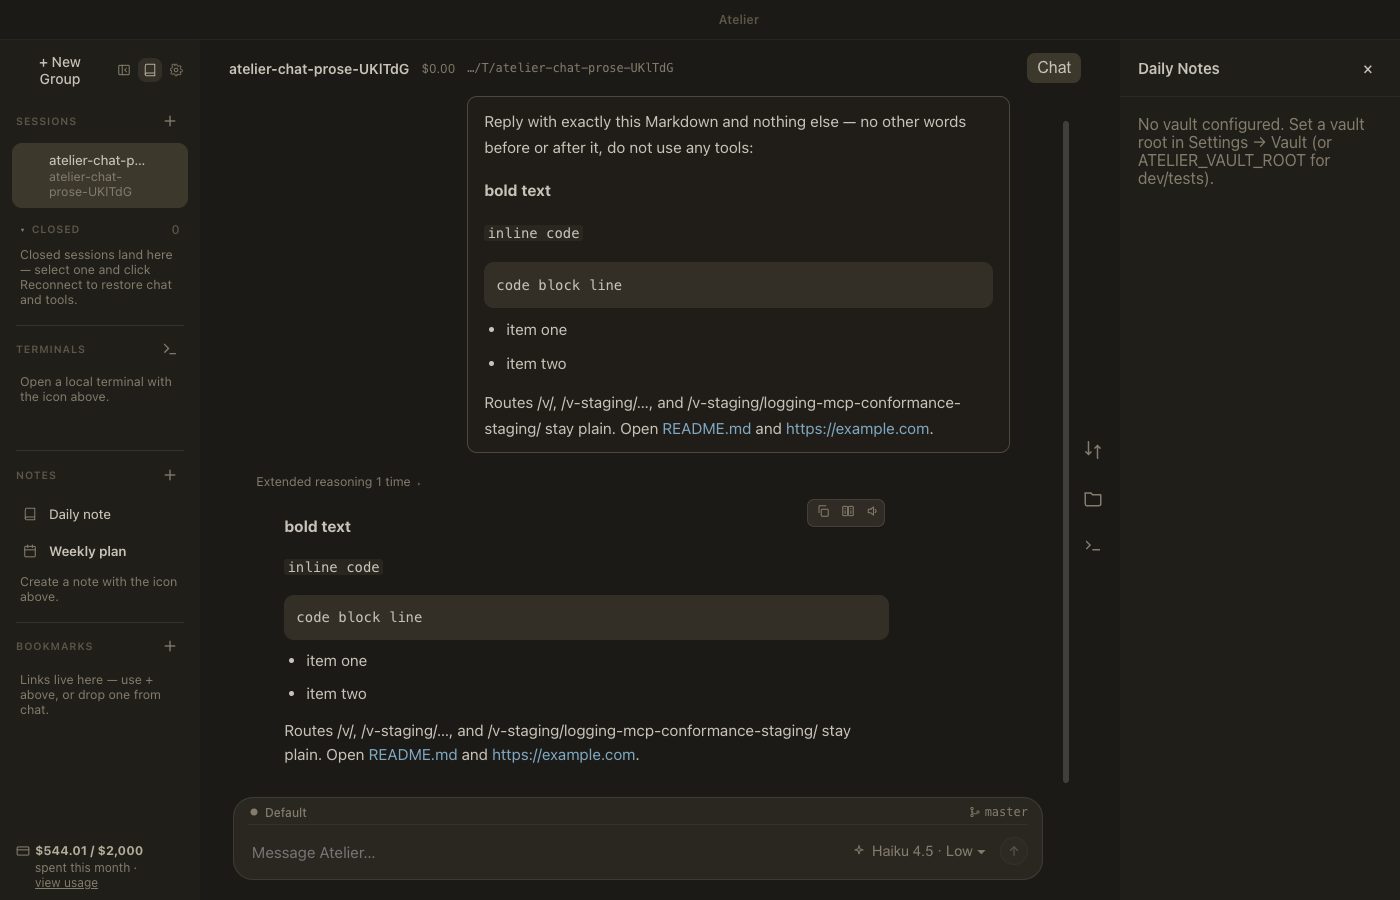 Atelier
+ New
Group
SESSIONS
atelier-chat-p...
atelier-chat-
prose-UKlTdG
CLOSED 0
Closed sessions land here
— select one and click
Reconnect to restore chat
and tools.
TERMINALS
Open a local terminal with
the icon above.
NOTES
Daily note
Weekly plan
Create a note with the icon
above.
BOOKMARKS
Links live here — use +
above, or drop one from
chat.
$544.01 / $2,000
spent this month ·
view usage
atelier-chat-prose-UKlTdG $0.00 …/T/atelier-chat-prose-UKlTdG
Chat
Reply with exactly this Markdown and nothing else — no other words
before or after it, do not use any tools:
bold text
inline code
code block line
• item one
• item two
Routes /v/, /v-staging/..., and /v-staging/logging-mcp-conformance-
staging/ stay plain. Open README.md and https://example.com.
Extended reasoning 1 time
bold text
inline code
code block line
• item one
• item two
Routes /v/, /v-staging/..., and /v-staging/logging-mcp-conformance-staging/ stay
plain. Open README.md and https://example.com.
Default
master
Message Atelier...
Haiku 4.5 · Low
Daily Notes ×
No vault configured. Set a vault
root in Settings → Vault (or
ATELIER_VAULT_ROOT for
dev/tests).